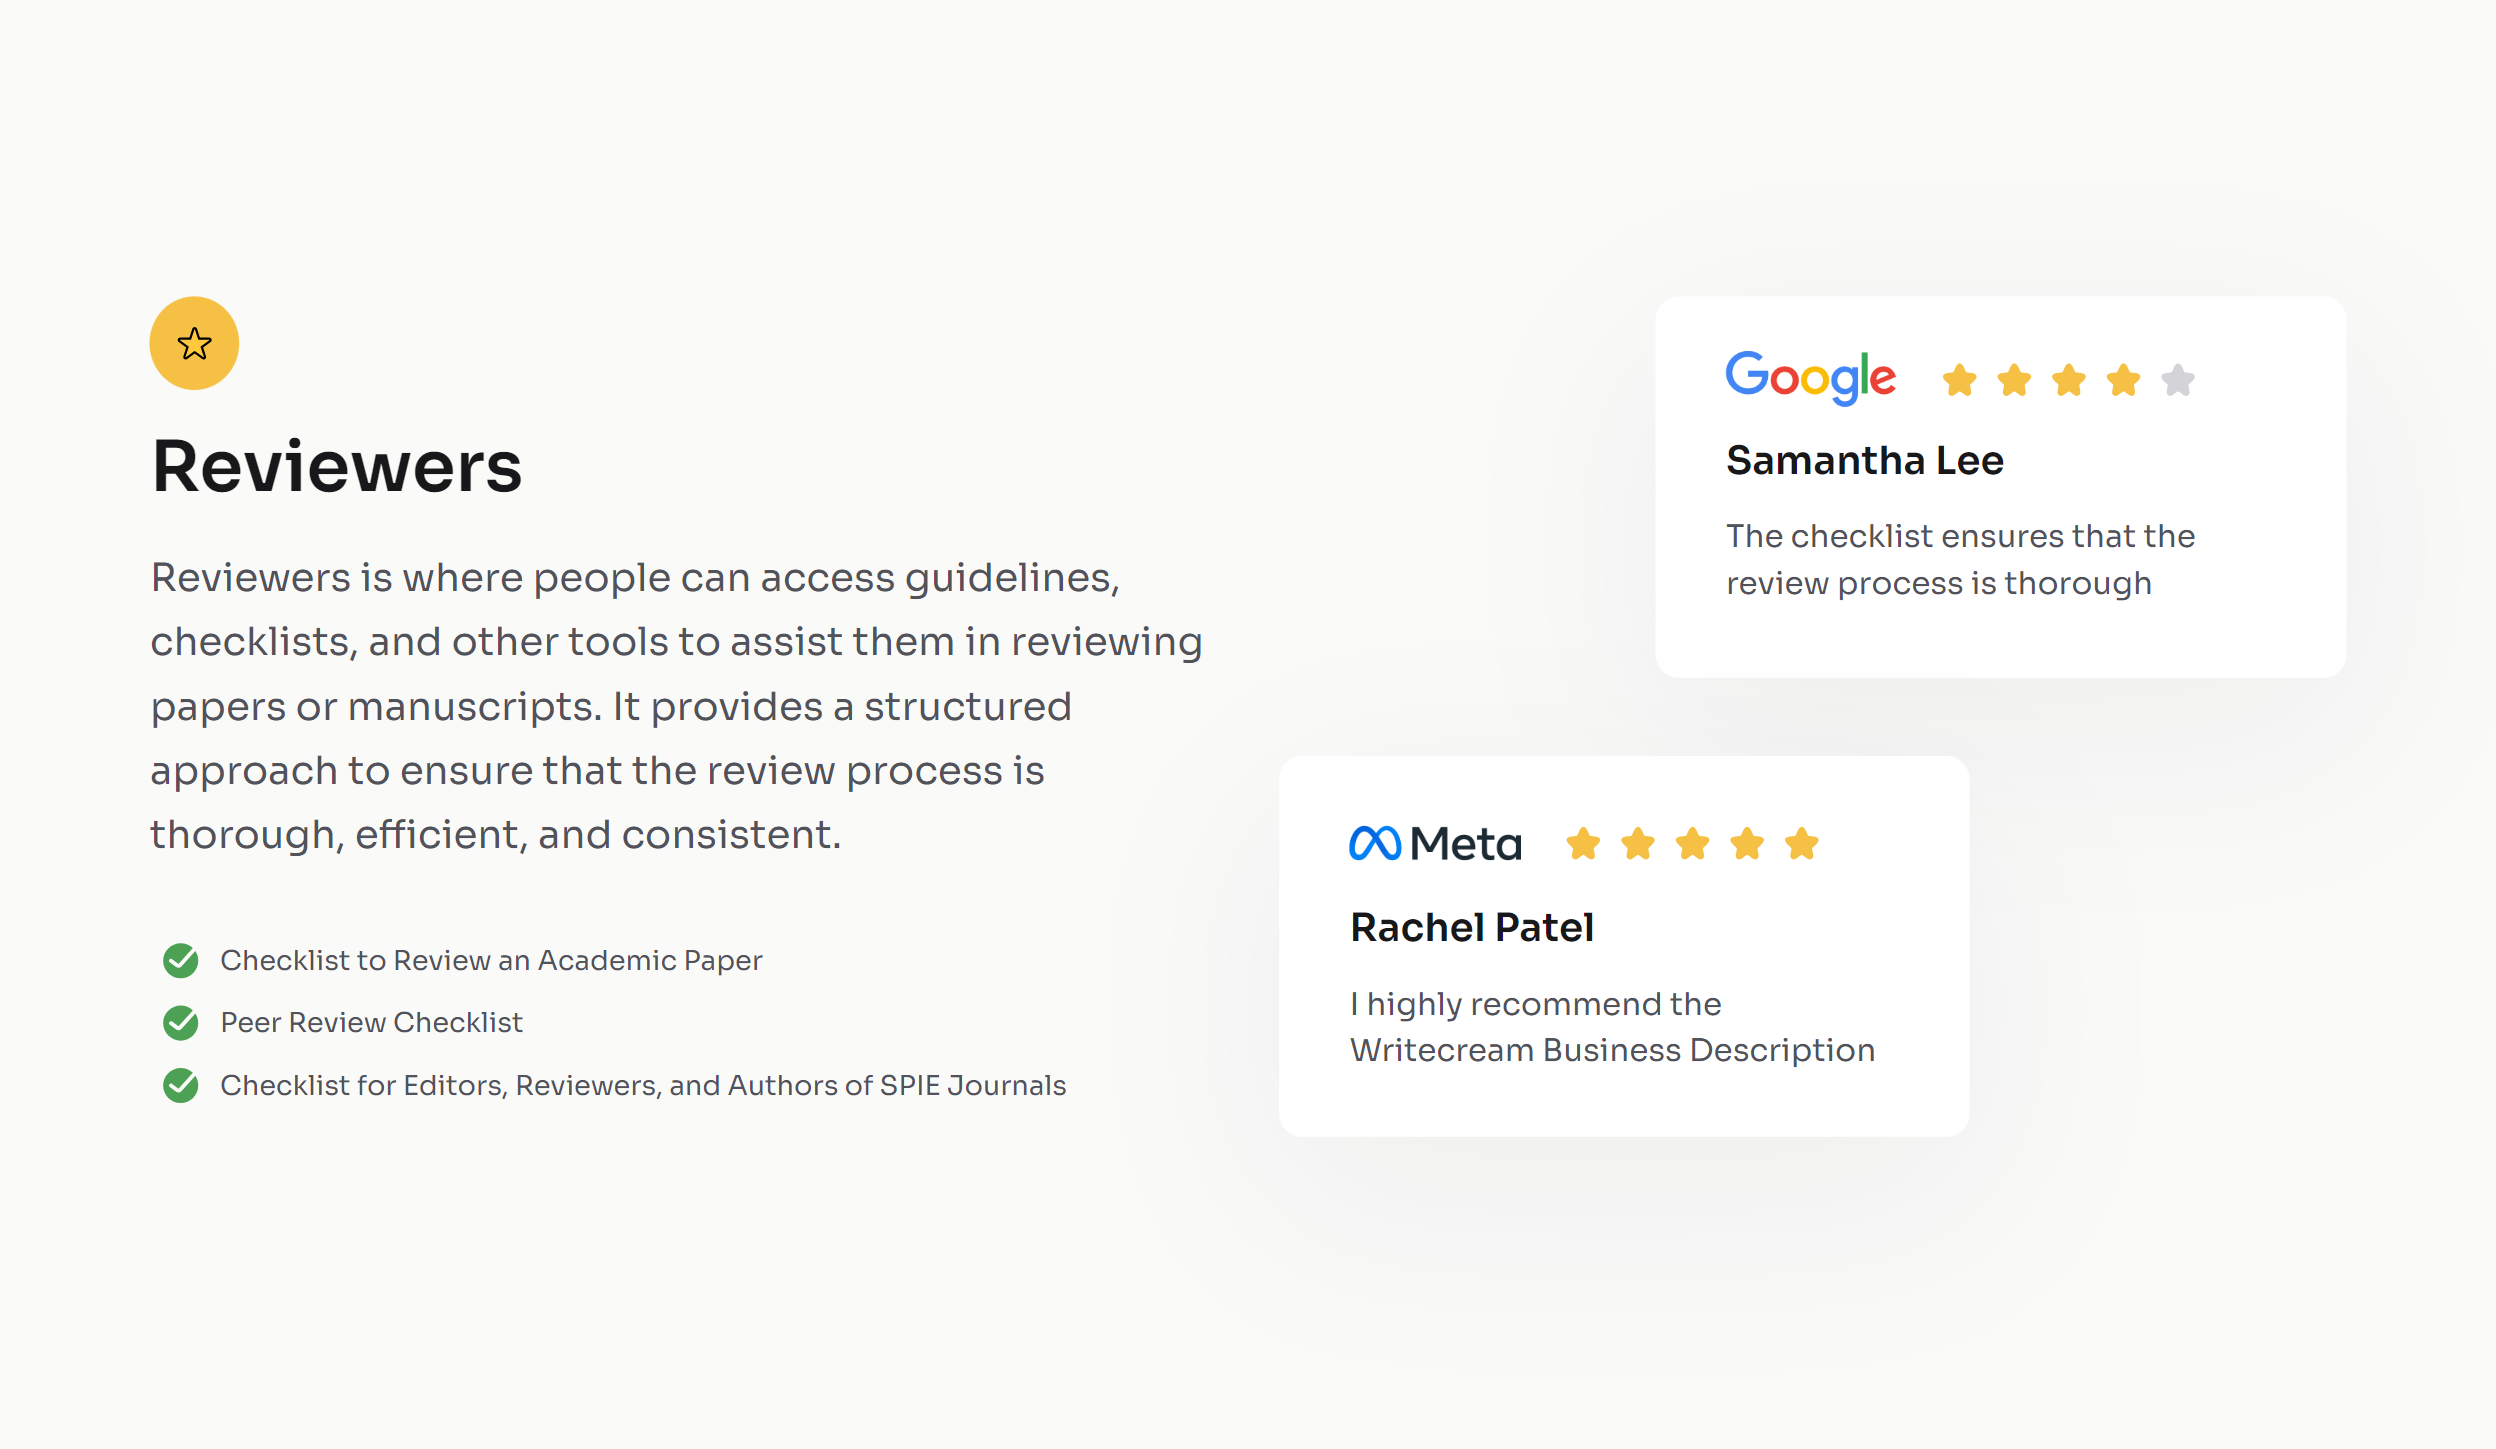 Reviewers
Reviewers is where people can access guidelines,
checklists, and other tools to assist them in reviewing
papers or manuscripts. It provides a structured
approach to ensure that the review process is
thorough, efficient, and consistent.
Checklist to Review an Academic Paper
Peer Review Checklist
Checklist for Editors, Reviewers, and Authors of SPIE Journals
Google
Samantha Lee
The checklist ensures that the
review process is thorough
Meta
Rachel Patel
I highly recommend the
Writecream Business Description